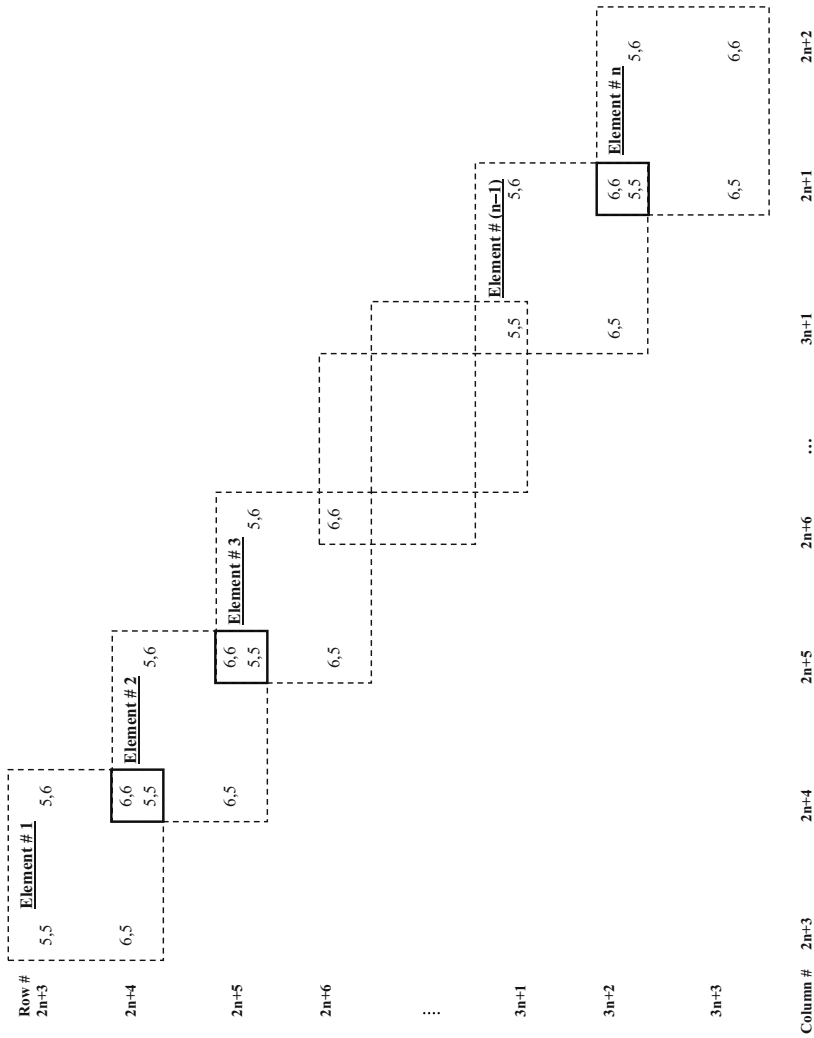 Row # Element # 1
2n+3 5,5 5,6
2n+4 6,5 6,6 Element # 2
5,5 5,6
2n+5 6,5 6,6 Element # 3
5,5 5,6
2n+6 6,5 6,6
....
Element # (n–1)
3n+1 5,5 5,6
3n+2 6,5 6,6 Element # n
5,5 5,6
3n+3 6,5 6,6
Column # 2n+3 2n+4 2n+5 2n+6 ... 3n+1 2n+1 2n+2